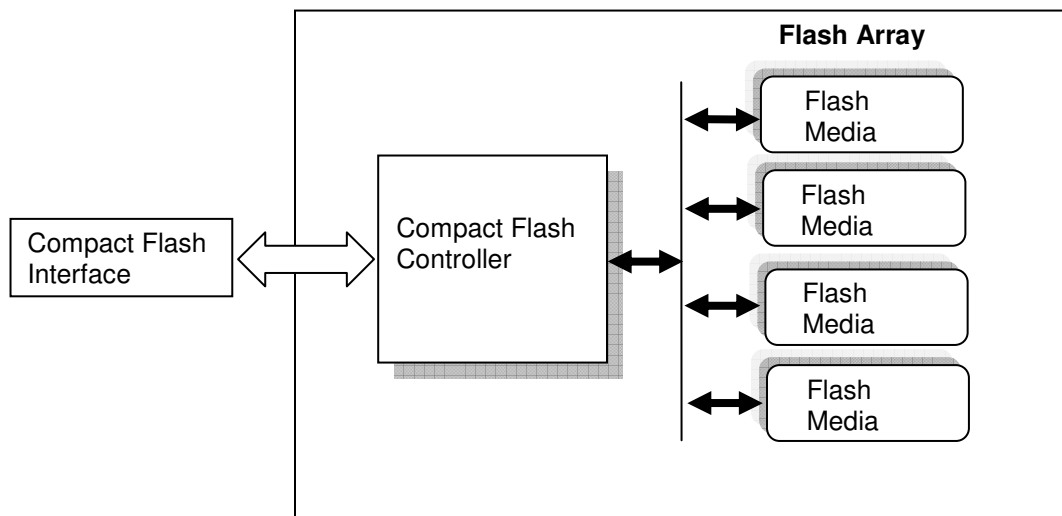 Flash Array
Flash
Media
Flash
Media
Compact Flash
Controller
Compact Flash
Interface
Flash
Media
Flash
Media